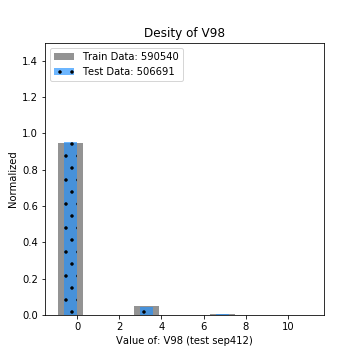 Desity of V98
Train Data: 590540
Test Data: 506691
1.4
1.2
1.0
0.8
0.6
0.4
0.2
0.0
Normalized
0 2 4 6 8 10
Value of: V98 (test sep412)